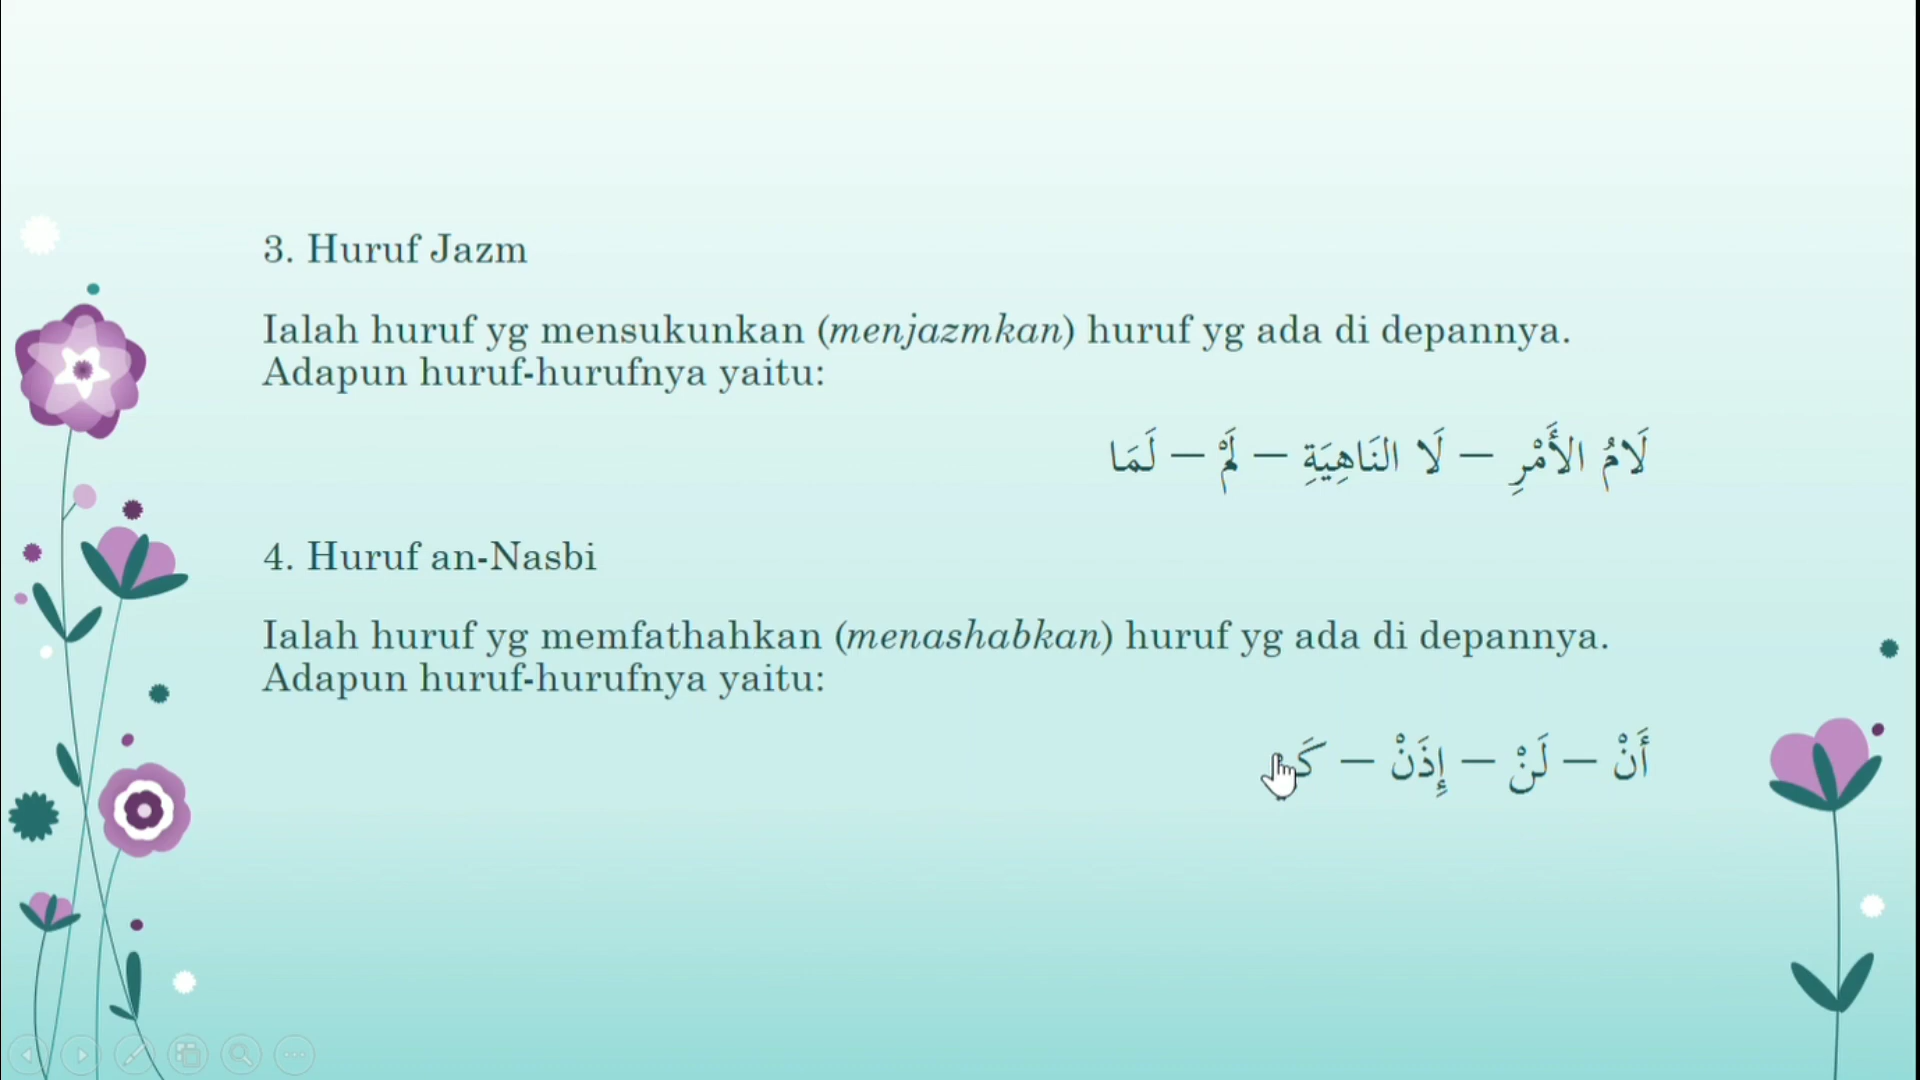 3. Huruf Jazm
Ialah huruf yg mensukunkan (menjazmkan) huruf yg ada di depannya.
Adapun huruf-hurufnya yaitu:
لَامُ الأَمْرِ – لَا النَاهِيَةِ – لَمْ – لَمَا
4. Huruf an-Nasbi
Ialah huruf yg memfathahkan (menashabkan) huruf yg ada di depannya.
Adapun huruf-hurufnya yaitu:
أَنْ – لَنْ – إِذَنْ –